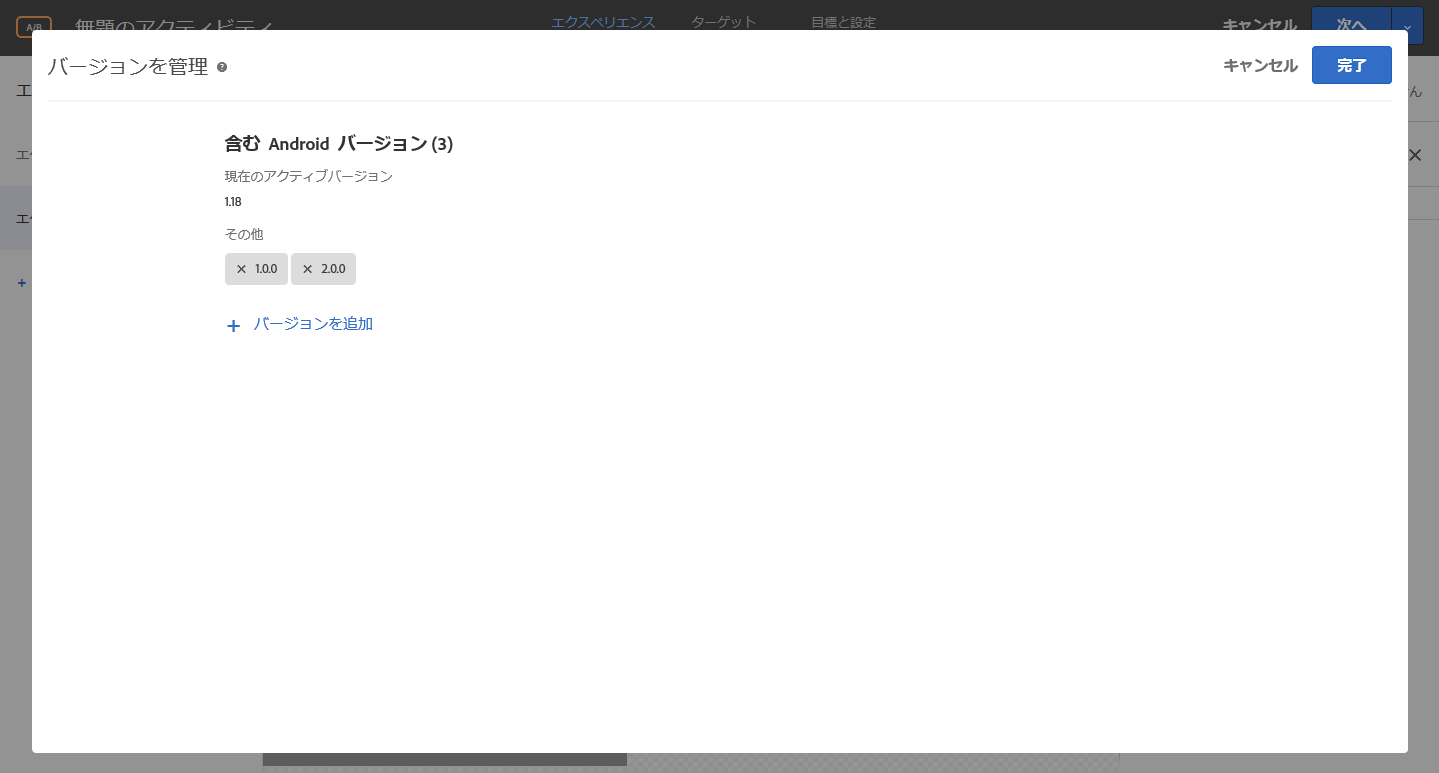 A/B 無題のアクティビティ エクスペリエンス ターゲット 目標と設定 キャンセル 次へ
バージョンを管理 キャンセル 完了
含む Android バージョン (3)
現在のアクティブバージョン
1.18
その他
× 1.0.0 × 2.0.0
+ バージョンを追加